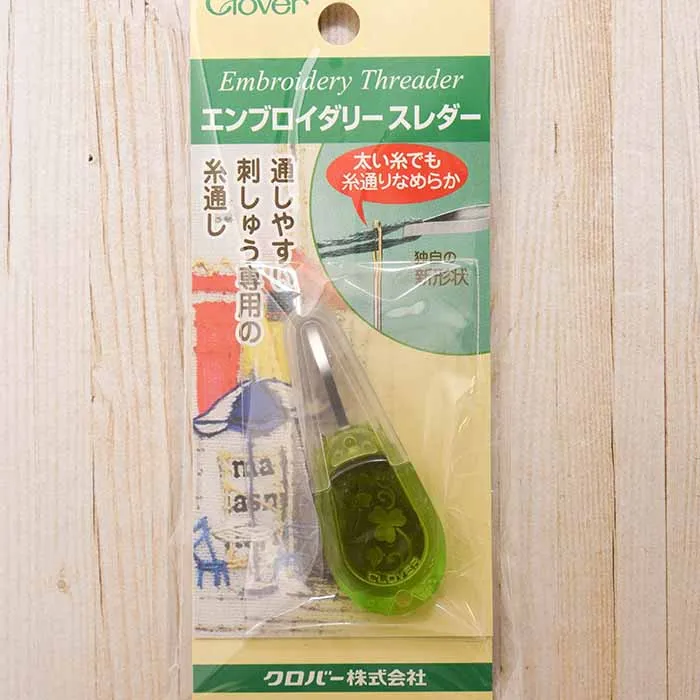 Clover
Embroidery Threader
エンブロイダリースレダー
太い糸でも
糸通りなめらか
通しやすい
刺しゅう専用の
糸通し
独自の
新形状
ma
asn
CLOVER
クロバー株式会社